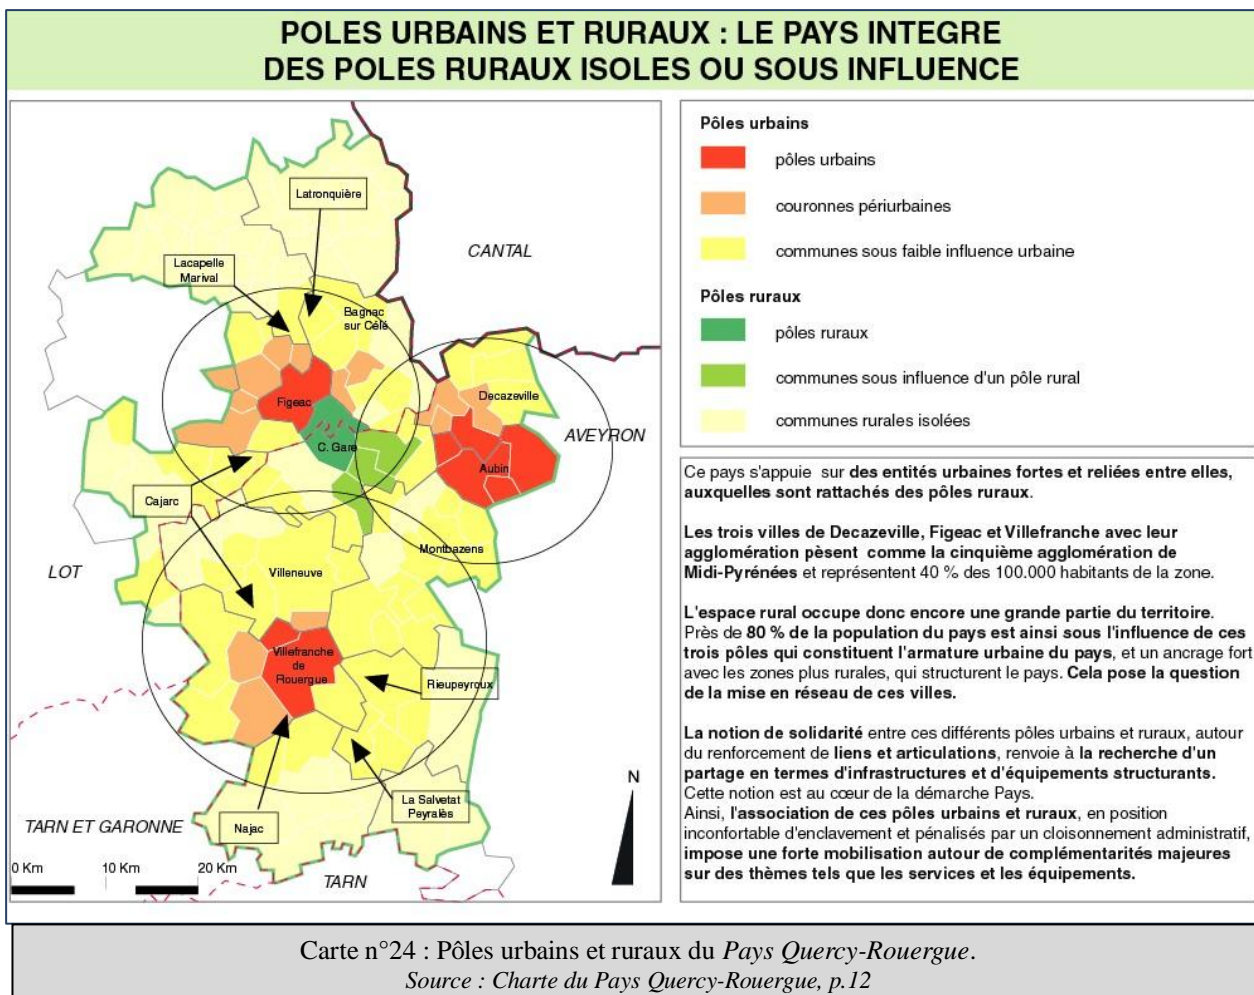 POLES URBAINS ET RURAUX : LE PAYS INTEGRE
DES POLES RURAUX ISOLES OU SOUS INFLUENCE
Latronquière
CANTAL
Lacapelle
Marival
Bagnac
sur Célé
Figeac
Decazeville
C. Gare
AVEYRON
Aubin
Cajarc
Montbazens
LOT
Villeneuve
Villefranche
de
Rouergue
Rieupeyroux
La Salvetat
Peyralès
Najac
TARN ET GARONNE
N
0 Km
10 Km
20 Km
TARN
Pôles urbains
pôles urbains
couronnes périurbaines
communes sous faible influence urbaine
Pôles ruraux
pôles ruraux
communes sous influence d'un pôle rural
communes rurales isolées
Ce pays s'appuie sur des entités urbaines fortes et reliées entre elles,
auxquelles sont rattachés des pôles ruraux.
Les trois villes de Decazeville, Figeac et Villefranche avec leur
agglomération pèsent comme la cinquième agglomération de
Midi-Pyrénées et représentent 40 % des 100.000 habitants de la zone.
L'espace rural occupe donc encore une grande partie du territoire.
Près de 80 % de la population du pays est ainsi sous l'influence de ces
trois pôles qui constituent l'armature urbaine du pays, et un ancrage fort
avec les zones plus rurales, qui structurent le pays. Cela pose la question
de la mise en réseau de ces villes.
La notion de solidarité entre ces différents pôles urbains et ruraux, autour
du renforcement de liens et articulations, renvoie à la recherche d'un
partage en termes d'infrastructures et d'équipements structurants.
Cette notion est au cœur de la démarche Pays.
Ainsi, l'association de ces pôles urbains et ruraux, en position
inconfortable d'enclavement et pénalisés par un cloisonnement administratif,
impose une forte mobilisation autour de complémentarités majeures
sur des thèmes tels que les services et les équipements.
Carte n°24 : Pôles urbains et ruraux du Pays Quercy-Rouergue.
Source : Charte du Pays Quercy-Rouergue, p.12